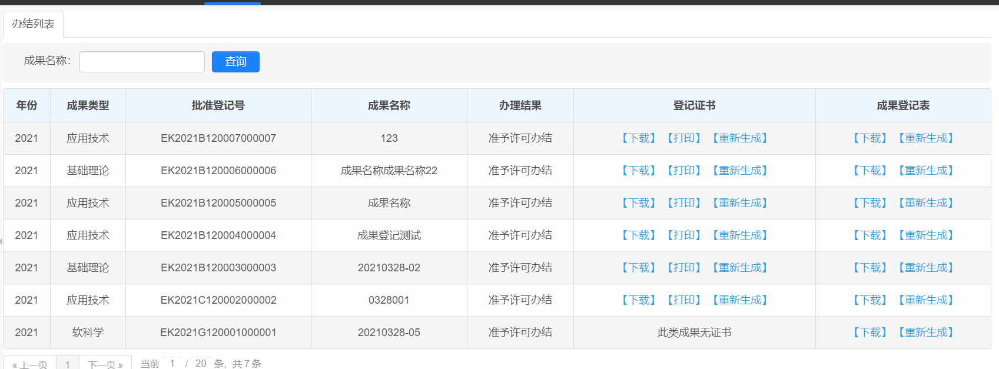 办结列表
成果名称： 查询
年份 成果类型 批准登记号 成果名称 办理结果 登记证书 成果登记表
2021 应用技术 EK2021B120007000007 123 准予许可办结 【下载】 【打印】 【重新生成】 【下载】 【重新生成】
2021 基础理论 EK2021B120006000006 成果名称成果名称22 准予许可办结 【下载】 【打印】 【重新生成】 【下载】 【重新生成】
2021 应用技术 EK2021B120005000005 成果名称 准予许可办结 【下载】 【打印】 【重新生成】 【下载】 【重新生成】
2021 应用技术 EK2021B120004000004 成果登记测试 准予许可办结 【下载】 【打印】 【重新生成】 【下载】 【重新生成】
2021 基础理论 EK2021B120003000003 20210328-02 准予许可办结 【下载】 【打印】 【重新生成】 【下载】 【重新生成】
2021 应用技术 EK2021C120002000002 0328001 准予许可办结 【下载】 【打印】 【重新生成】 【下载】 【重新生成】
2021 软科学 EK2021G120001000001 20210328-05 准予许可办结 此类成果无证书 【下载】 【重新生成】
« 上一页 1 下一页 » 当前 1 / 20 条，共 7 条